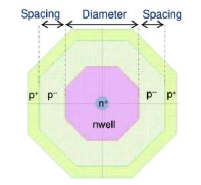 Spacing Diameter Spacing
p⁺ p⁻⁻ n⁺ p⁻⁻ p⁺
nwell